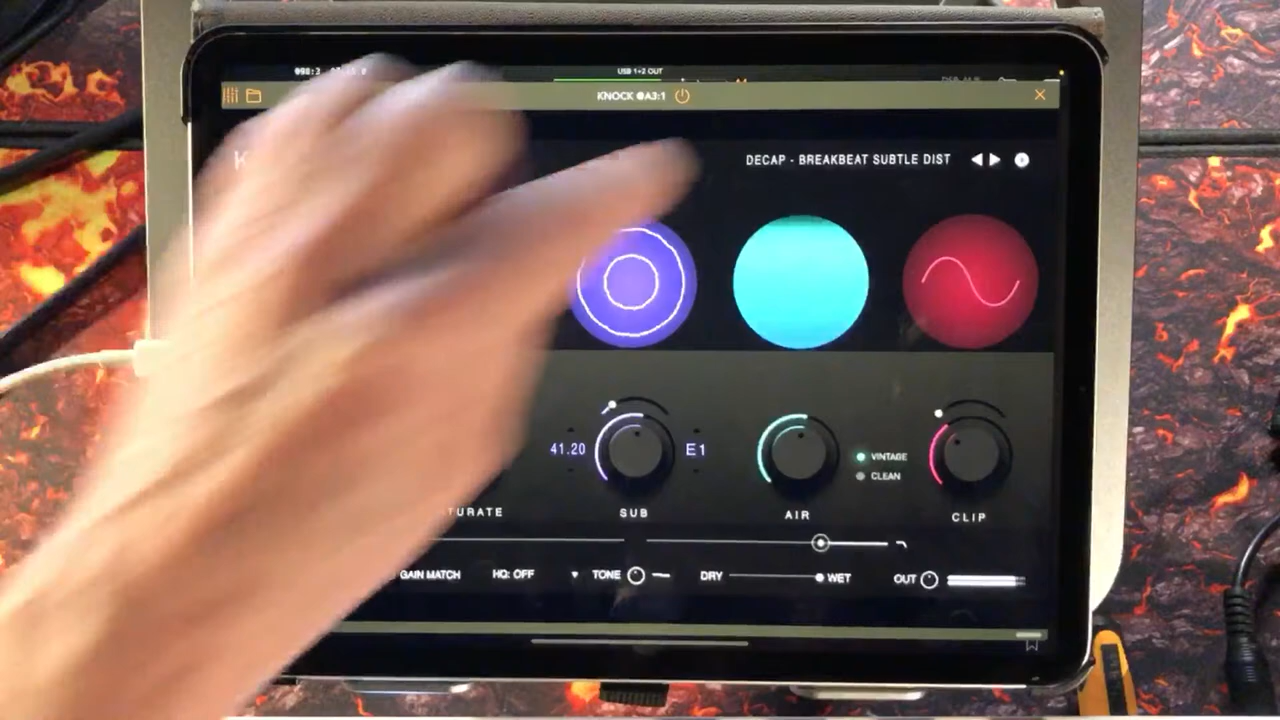 USB 1+2 OUT
KNOCK @A3:1
DECAP - BREAKBEAT SUBTLE DIST
41.20 E1
VINTAGE
CLEAN
SUB AIR CLIP
GAIN MATCH HQ: OFF TONE DRY WET OUT